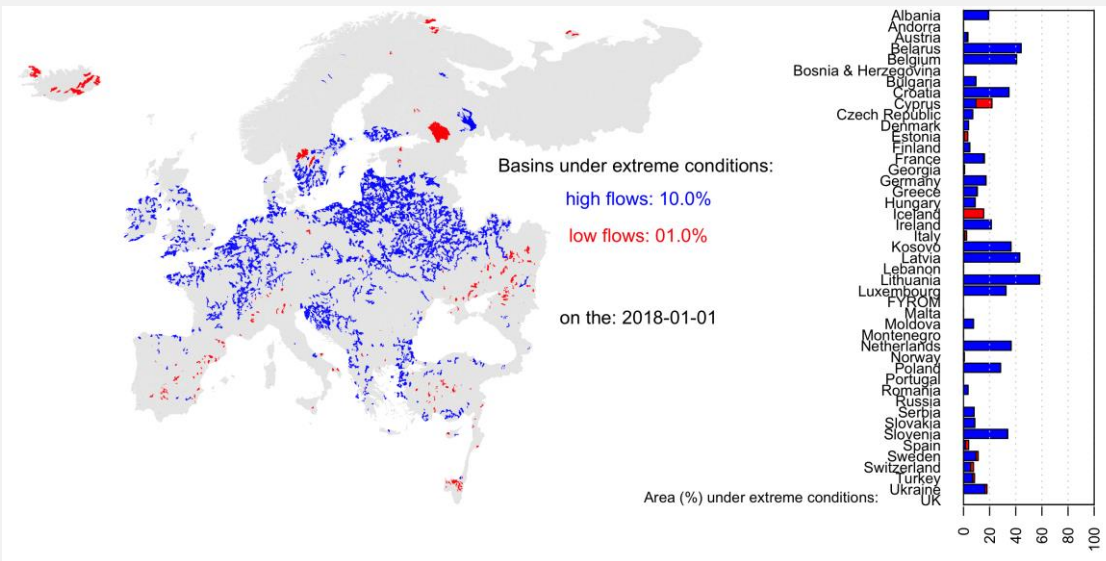 Basins under extreme conditions:
high flows: 10.0%
low flows: 01.0%
on the: 2018-01-01
Albania
Andorra
Austria
Belarus
Belgium
Bosnia & Herzegovina
Bulgaria
Croatia
Cyprus
Czech Republic
Denmark
Estonia
Finland
France
Georgia
Germany
Greece
Hungary
Iceland
Ireland
Italy
Kosovo
Latvia
Lebanon
Lithuania
Luxembourg
FYROM
Malta
Moldova
Montenegro
Netherlands
Norway
Poland
Portugal
Romania
Russia
Serbia
Slovakia
Slovenia
Spain
Sweden
Switzerland
Turkey
Ukraine
UK
Area (%) under extreme conditions:
0 20 40 60 80 100